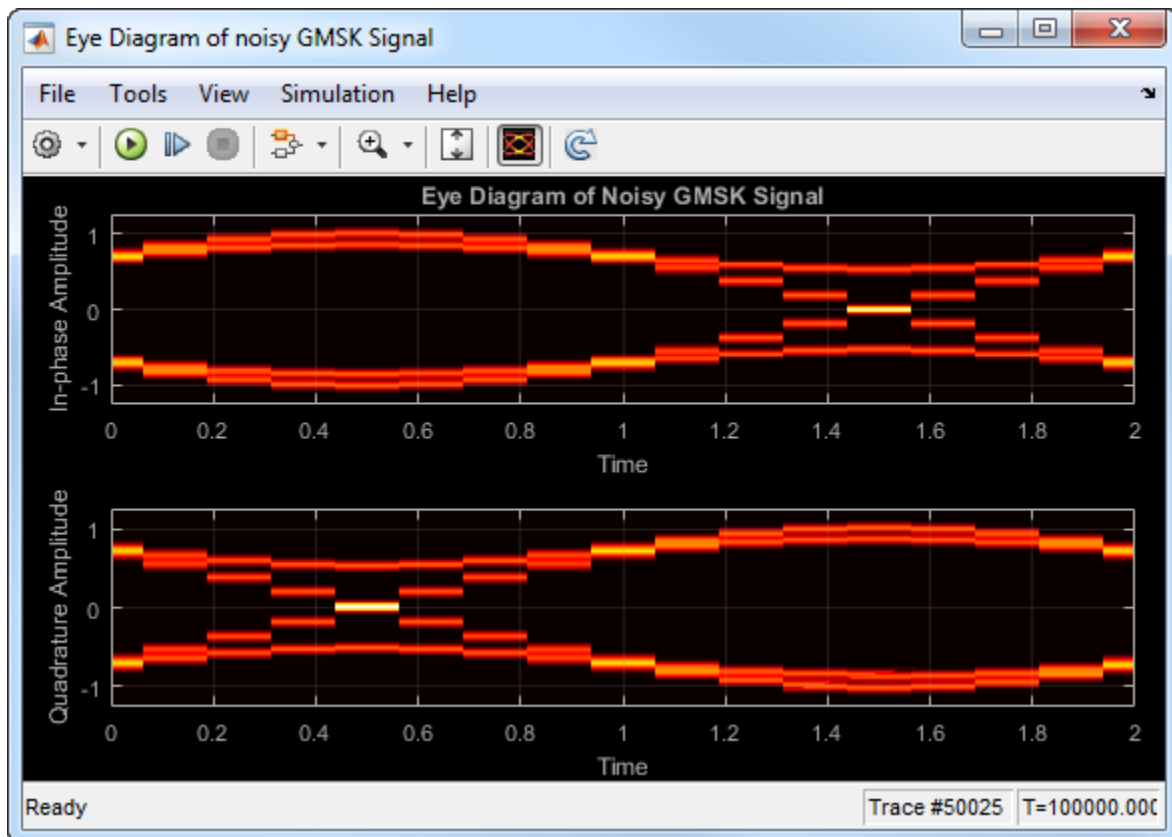 Eye Diagram of noisy GMSK Signal
File Tools View Simulation Help
Eye Diagram of Noisy GMSK Signal
In-phase Amplitude
1
0
-1
0 0.2 0.4 0.6 0.8 1 1.2 1.4 1.6 1.8 2
Time
Quadrature Amplitude
1
0
-1
0 0.2 0.4 0.6 0.8 1 1.2 1.4 1.6 1.8 2
Time
Ready Trace #50025 T=100000.000